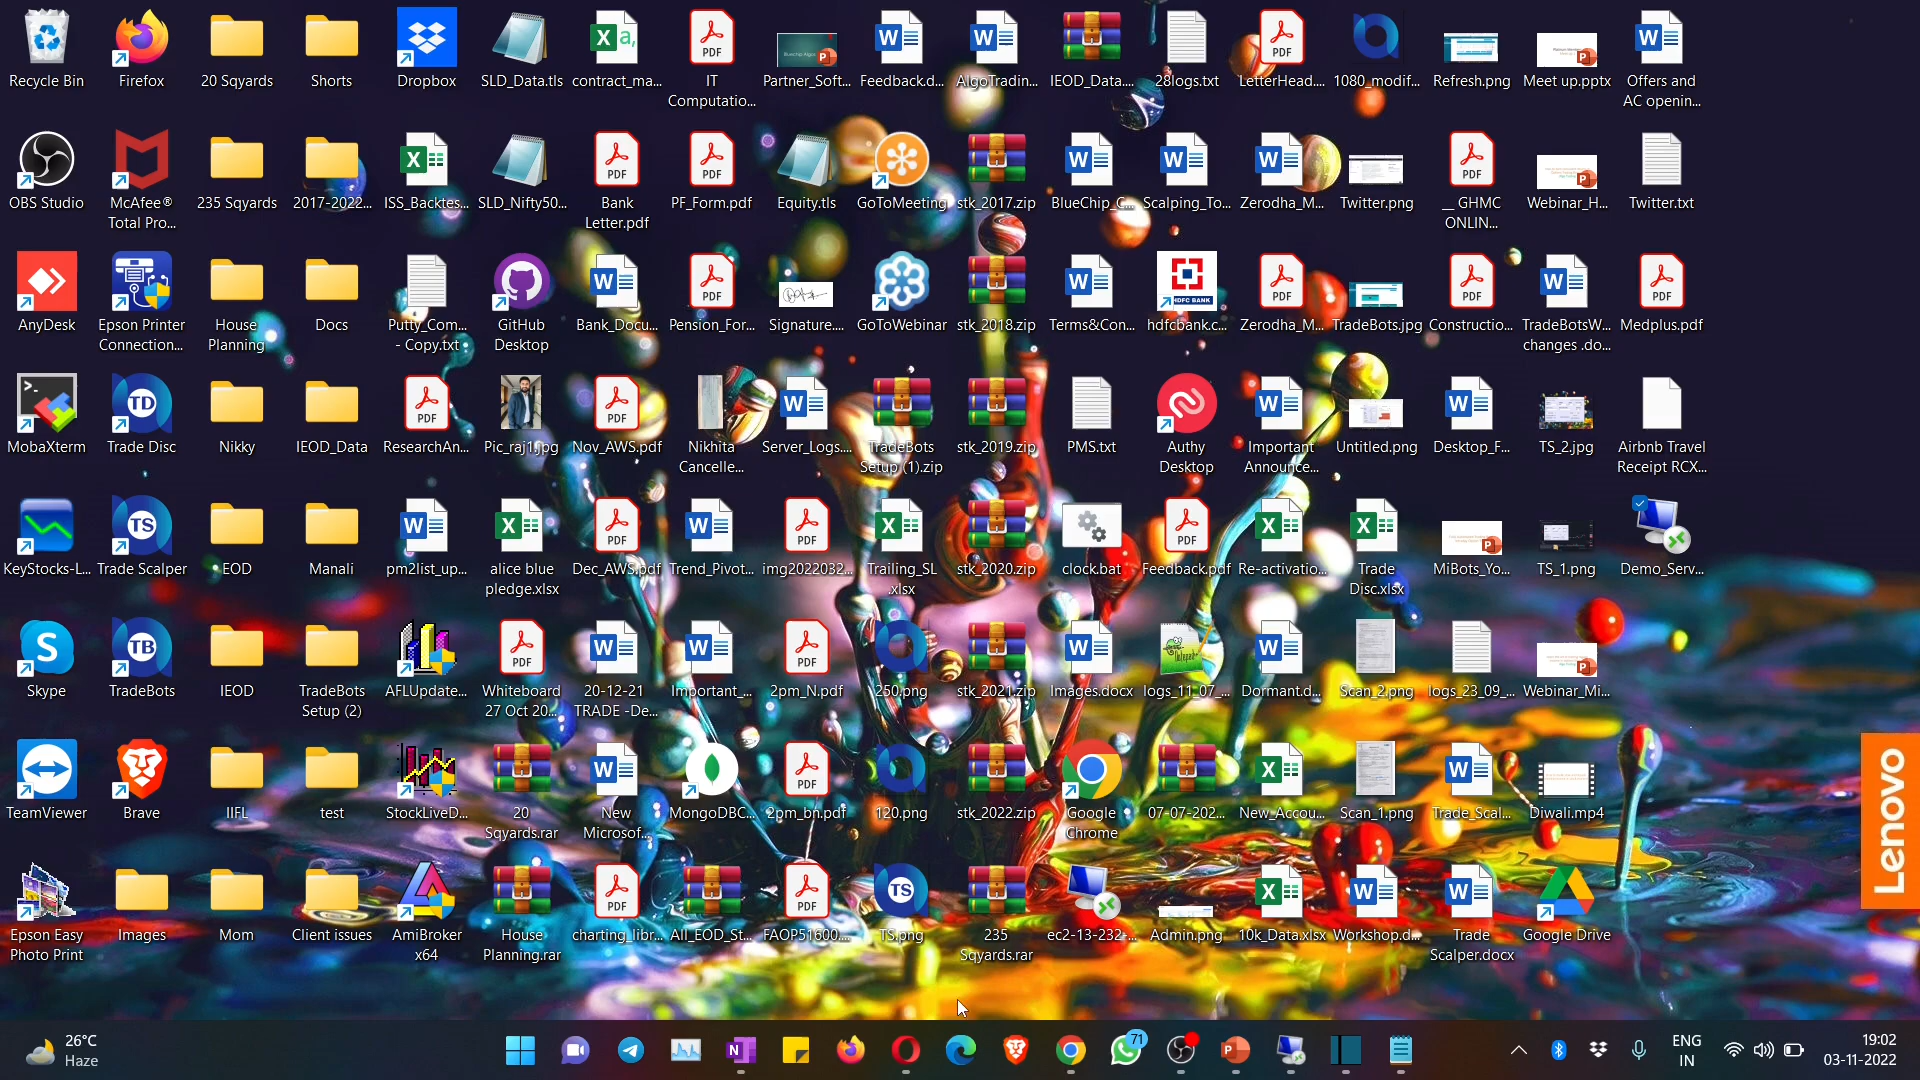 Recycle Bin
Firefox
20 Sqyards
Shorts
Dropbox
SLD_Data.tls
contract_ma...
IT
Computatio...
Partner_Soft...
Feedback.d...
AlgoTradin...
IEOD_Data....
28logs.txt
LetterHead....
1080_modif...
Refresh.png
Meet up.pptx
Offers and
AC openin...
OBS Studio
McAfee®
Total Pro...
235 Sqyards
2017-2022...
ISS_Backtes...
SLD_Nifty50...
Bank
Letter.pdf
PF_Form.pdf
Equity.tls
GoToMeeting
stk_2017.zip
BlueChip_C...
Scalping_To...
Zerodha_M...
Twitter.png
__ GHMC
ONLIN...
Webinar_H...
Twitter.txt
AnyDesk
Epson Printer
Connection...
House
Planning
Docs
Putty_Com...
- Copy.txt
GitHub
Desktop
Bank_Docu...
Pension_For...
Signature....
GoToWebinar
stk_2018.zip
Terms&Con...
HDFC BANK
hdfcbank.c...
Zerodha_M...
TradeBots.jpg
Constructio...
TradeBotsW...
changes .do...
Medplus.pdf
MobaXterm
Trade Disc
Nikky
IEOD_Data
ResearchAn...
Pic_raj1.jpg
Nov_AWS.pdf
Nikhita
Cancelle...
Server_Logs....
TradeBots
Setup (1).zip
stk_2019.zip
PMS.txt
Authy
Desktop
Important
Announce...
Untitled.png
Desktop_F...
TS_2.jpg
Airbnb Travel
Receipt RCX...
KeyStocks-L...
Trade Scalper
EOD
Manali
pm2list_up...
alice blue
pledge.xlsx
Dec_AWS.pdf
Trend_Pivot...
img2022032...
Trailing_SL
.xlsx
stk_2020.zip
clock.bat
Feedback.pdf
Re-activatio...
Trade
Disc.xlsx
MiBots_Yo...
TS_1.png
Demo_Serv...
Skype
TradeBots
IEOD
TradeBots
Setup (2)
AFLUpdate...
Whiteboard
27 Oct 20...
20-12-21
TRADE -De...
Important_...
2pm_N.pdf
250.png
stk_2021.zip
Images.docx
logs_11_07_...
Dormant.d...
Scan_2.png
logs_23_09_...
Webinar_Mi...
TeamViewer
Brave
IIFL
test
StockLiveD...
20
Sqyards.rar
New
Microsof...
MongoDBC...
2pm_bn.pdf
120.png
stk_2022.zip
Google
Chrome
07-07-202...
New_Accou...
Scan_1.png
Trade_Scal...
Diwali.mp4
Lenovo
Epson Easy
Photo Print
Images
Mom
Client issues
AmiBroker
x64
House
Planning.rar
charting_libr...
All_EOD_St...
FAOP51600....
TS.png
235
Sqyards.rar
ec2-13-232-...
Admin.png
10k_Data.xlsx
Workshop.d...
Trade
Scalper.docx
Google Drive
26°C
Haze
71
ENG
IN
19:02
03-11-2022